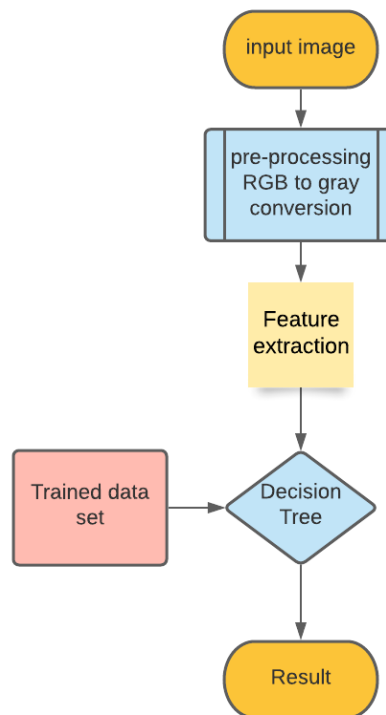 input image
pre-processing
RGB to gray
conversion
Feature
extraction
Trained data
set
Decision
Tree
Result